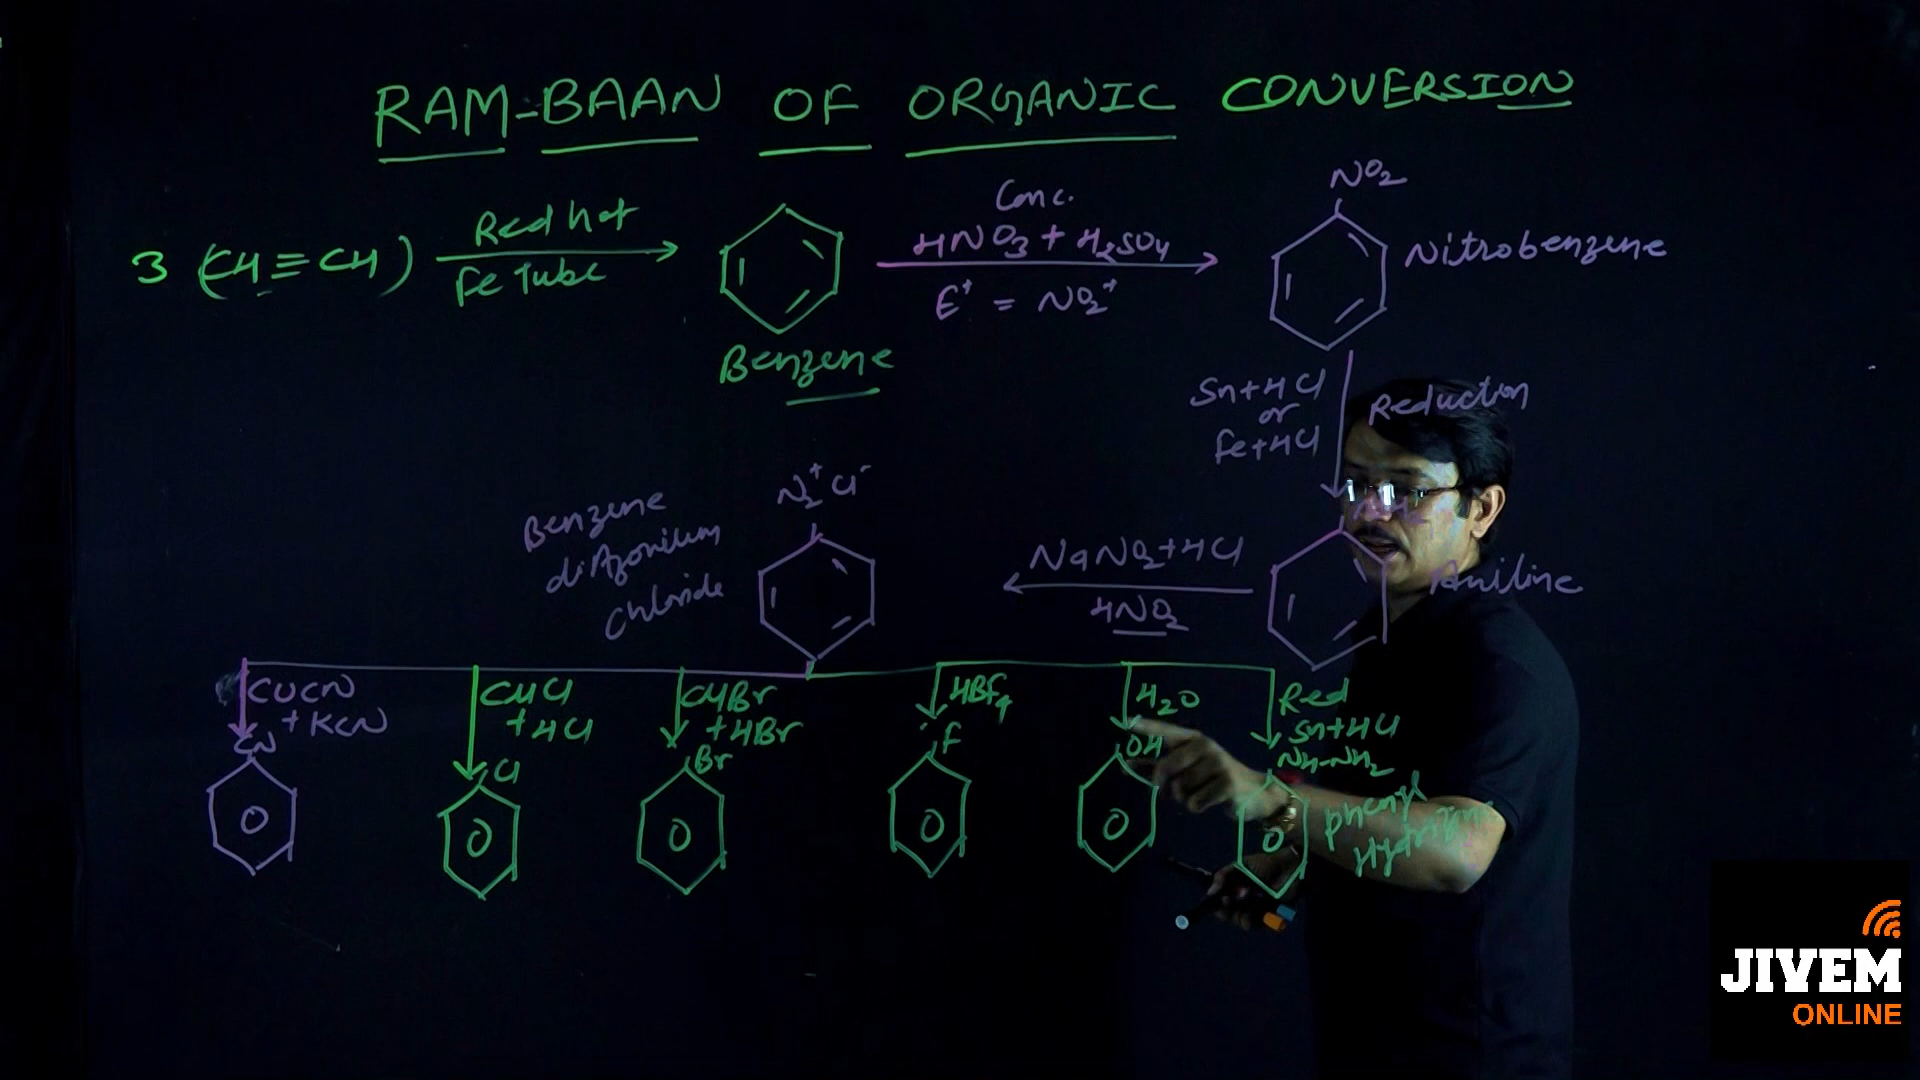 RAM-BAAN OF ORGANIC CONVERSION
3 (CH≡CH)
Red hot
Fe Tube
Benzene
Conc.
HNO3 + H2SO4
E+ = NO2+
NO2
Nitrobenzene
Sn+HCl
or
Fe+HCl
Reduction
Aniline
NaNO2+HCl
HNO2
N2+Cl-
Benzene
diAzonium
Chloride
CuCN
+ KCN
CN
CuCl
+ HCl
Cl
CuBr
+ HBr
Br
HBF4
F
H2O
OH
Red
Sn+HCl
NH-NH2
Phenyl
JIVEM
ONLINE